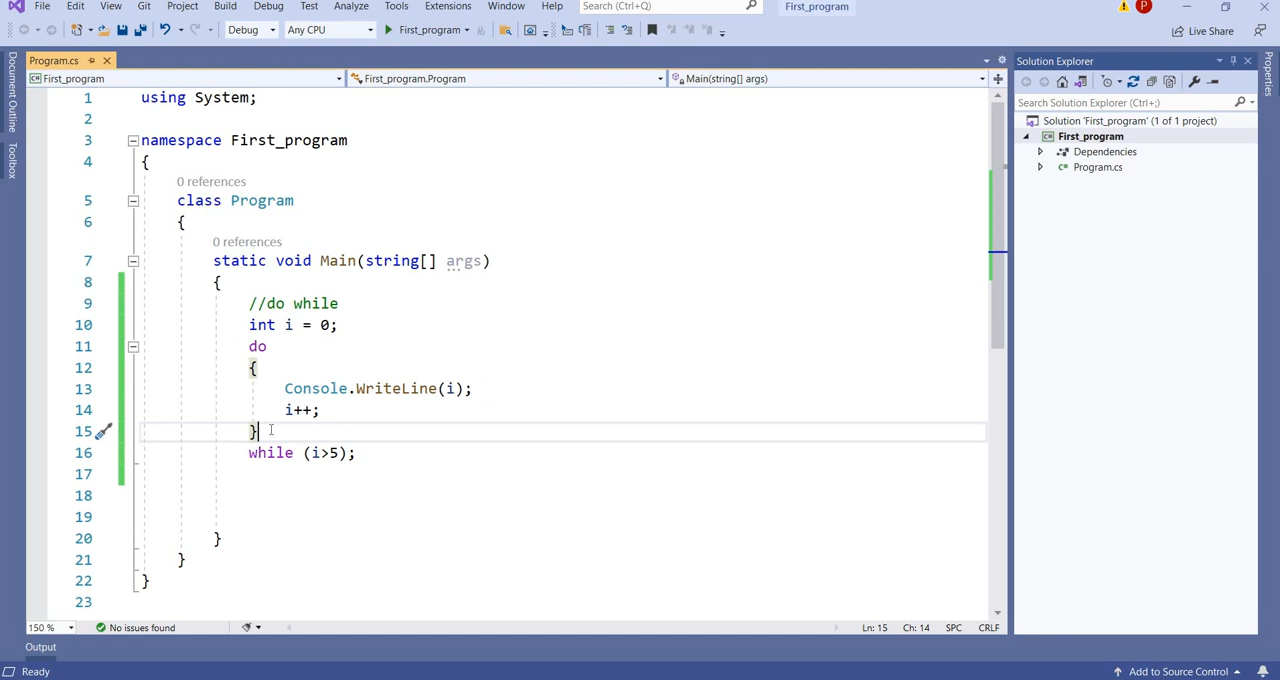 File Edit View Git Project Build Debug Test Analyze Tools Extensions Window Help Search (Ctrl+Q) First_program P
Debug Any CPU First_program Live Share
Program.cs
First_program First_program.Program Main(string[] args)
1 using System;
2
3 namespace First_program
4 {
0 references
5 class Program
6 {
0 references
7 static void Main(string[] args)
8 {
9 //do while
10 int i = 0;
11 do
12 {
13 Console.WriteLine(i);
14 i++;
15 }
16 while (i>5);
17
18
19
20 }
21 }
22 }
23
150 % No issues found Ln: 15 Ch: 14 SPC CRLF
Output
Ready Add to Source Control
Document Outline
Toolbox
Solution Explorer
Search Solution Explorer (Ctrl+;)
Solution 'First_program' (1 of 1 project)
First_program
Dependencies
C# Program.cs
Properties